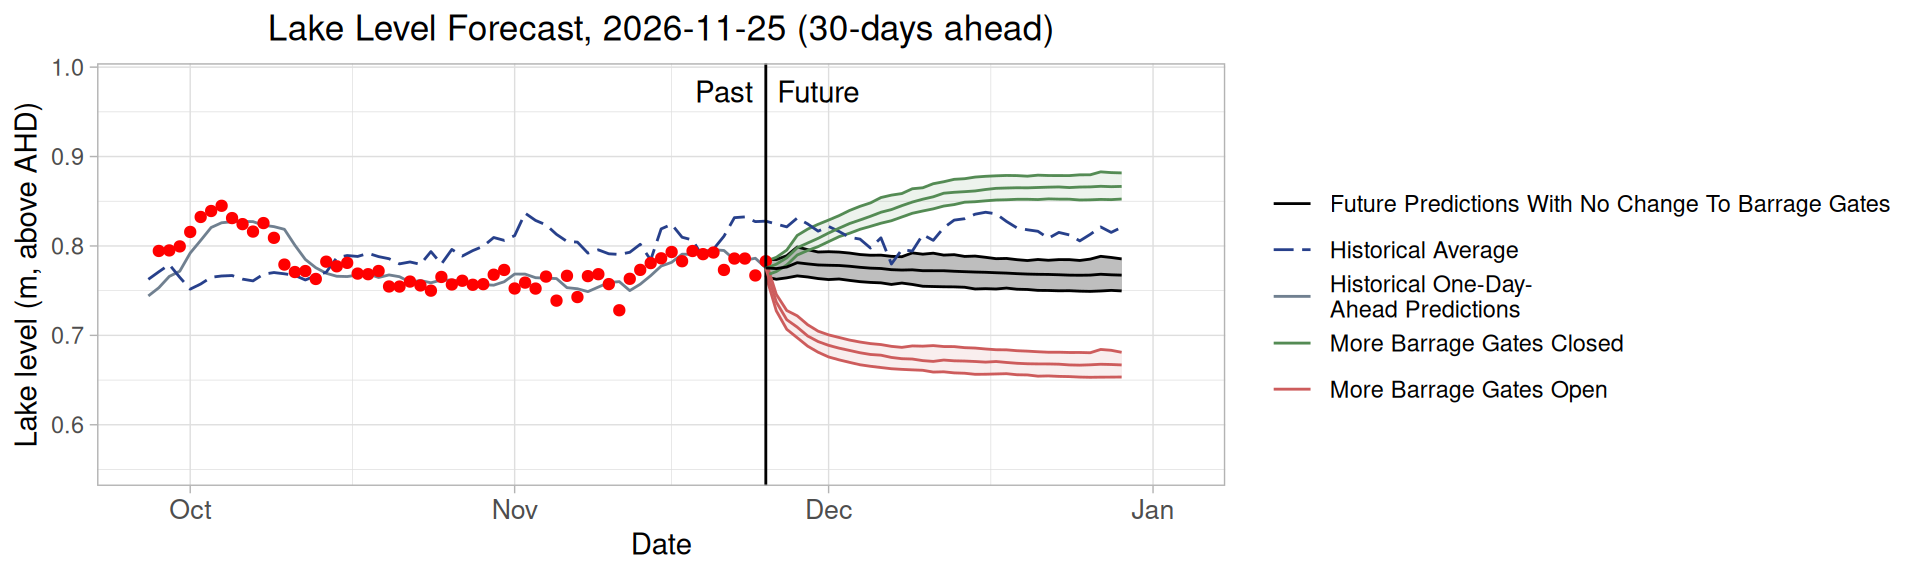 Lake Level Forecast, 2026-11-25 (30-days ahead)
Past
Future
1.0
0.9
0.8
0.7
0.6
Lake level (m, above AHD)
Oct
Nov
Dec
Jan
Date
Future Predictions With No Change To Barrage Gates
Historical Average
Historical One-Day-
Ahead Predictions
More Barrage Gates Closed
More Barrage Gates Open